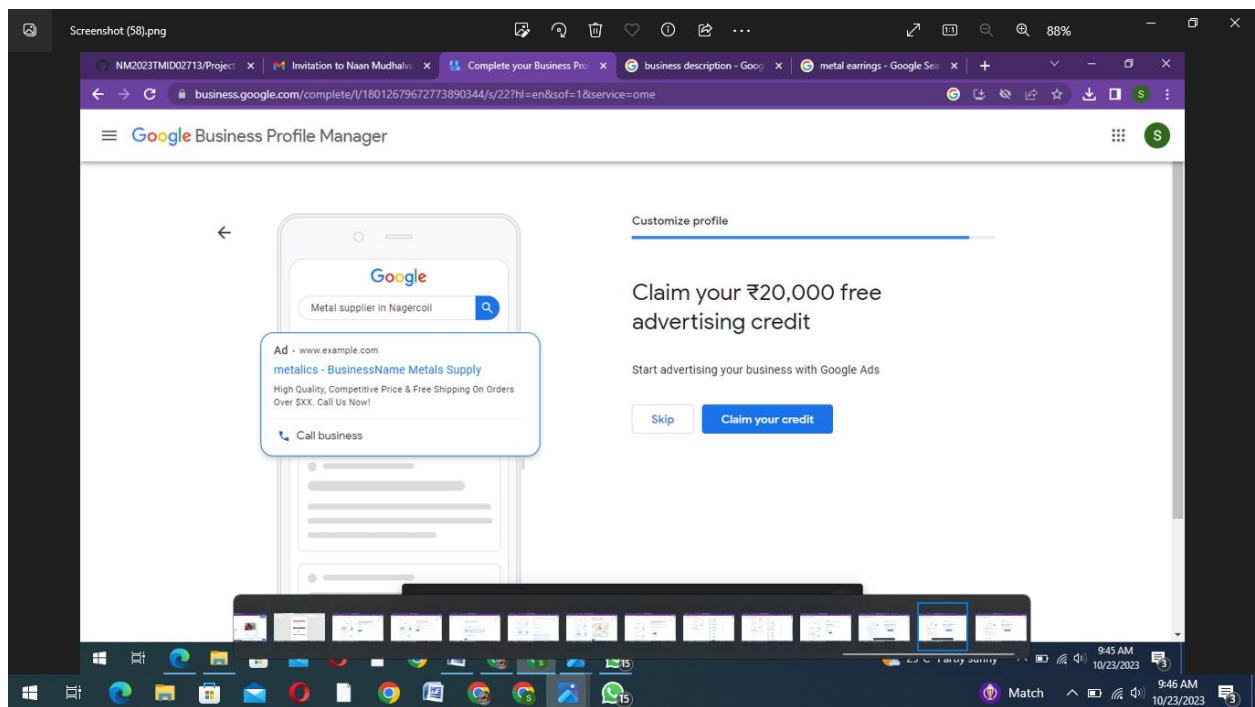 Screenshot (58).png
88%
NM2023TMID02713/Project
Invitation to Naan Mudhalva
Complete your Business Pro
business description - Goog
metal earrings - Google Sea
business.google.com/complete/l/18012679672773890344/s/22?hl=en&sof=1&service=ome
S
Google Business Profile Manager
S
Customize profile
Google
Metal supplier in Nagercoil
Claim your ₹20,000 free
advertising credit
Ad · www.example.com
metalics - BusinessName Metals Supply
High Quality, Competitive Price & Free Shipping On Orders
Over $XX. Call Us Now!
Start advertising your business with Google Ads
Skip
Claim your credit
Call business
15
9:45 AM
10/23/2023
3
15
Match
9:46 AM
10/23/2023
3